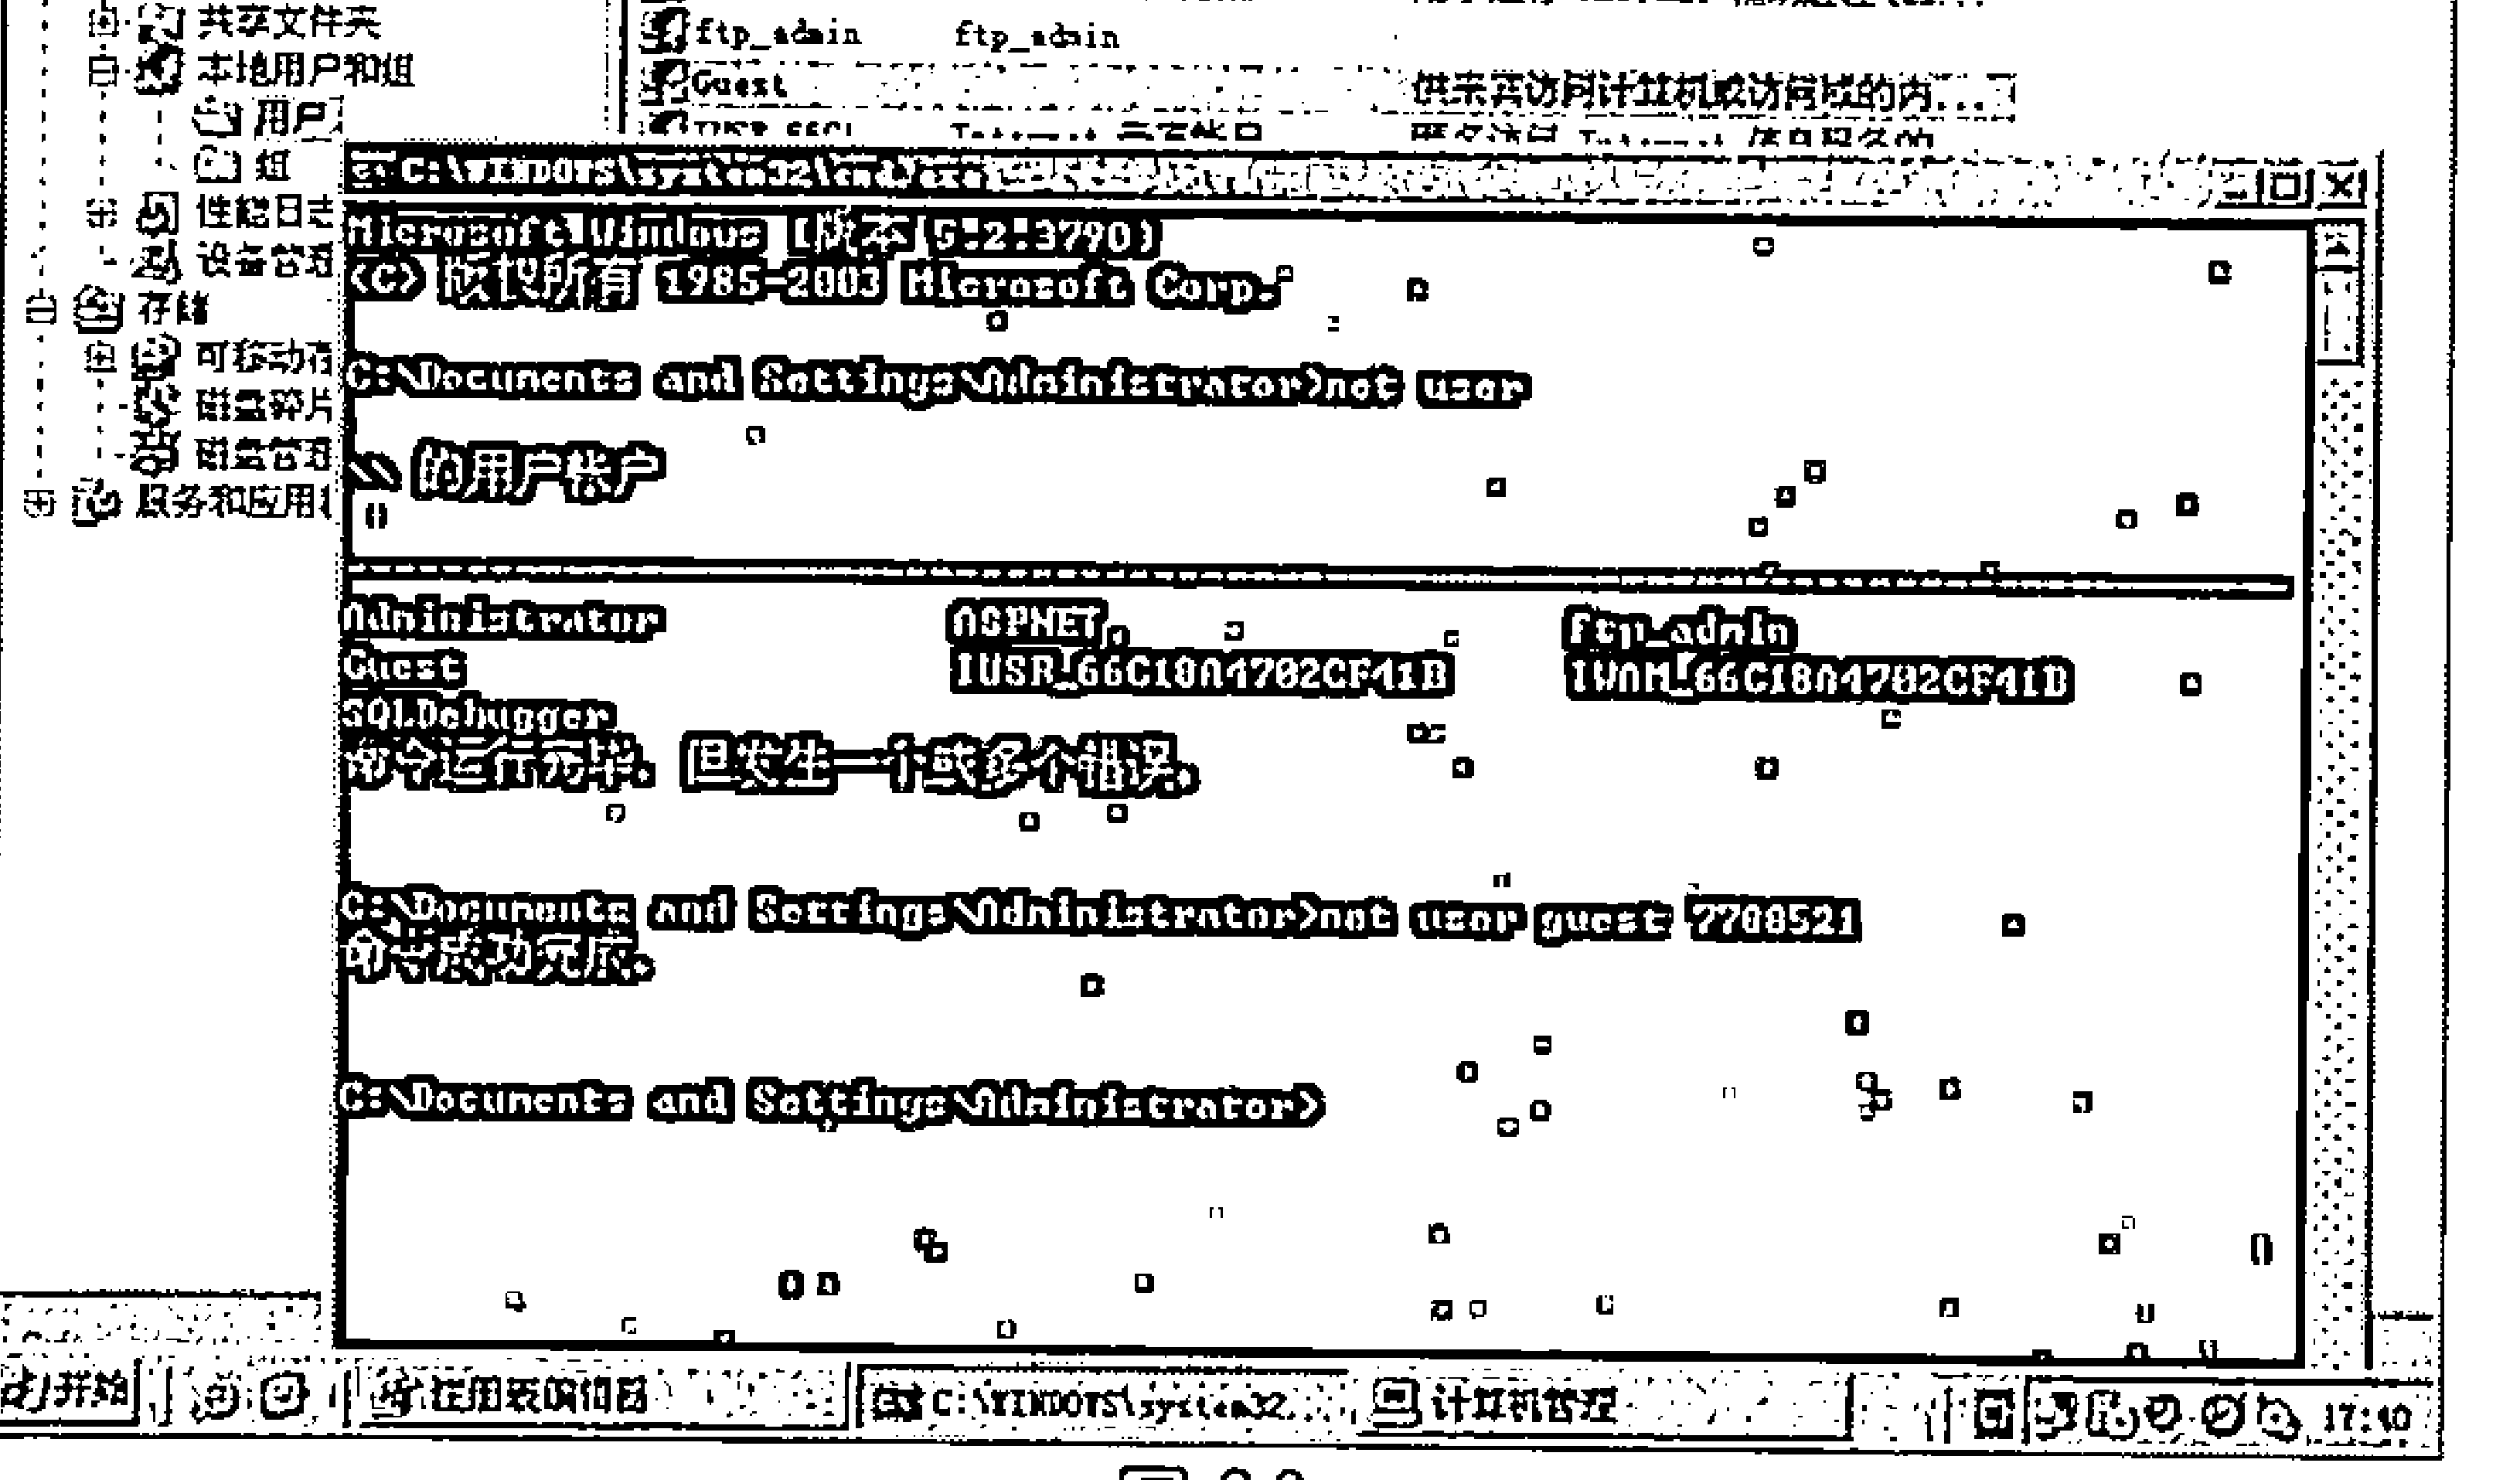 共享文件夹
ftp_admin ftp_admin
本地用户和组
Guest 供来宾访问计算机或访问域的内...
用户
组
C:\WINDOWS\system32\cmd.exe
性能日志
Microsoft Windows [版本 5.2.3790]
设备管理
(C) 版权所有 1985-2003 Microsoft Corp.
存储
可移动存
C:\Documents and Settings\Administrator>net user
磁盘碎片
磁盘管理
\\ 的用户帐户
服务和应用
Administrator ASPNET ftp_admin
Guest IUSR_66C18A4702CF41B IWAM_66C18A4702CF41B
SQLDebugger
命令运行完毕，但发生一个或多个错误。
C:\Documents and Settings\Administrator>net user guest 7708521
命令成功完成。
C:\Documents and Settings\Administrator>
开始 C:\WINDOWS\system32... 计算机管理 17:40